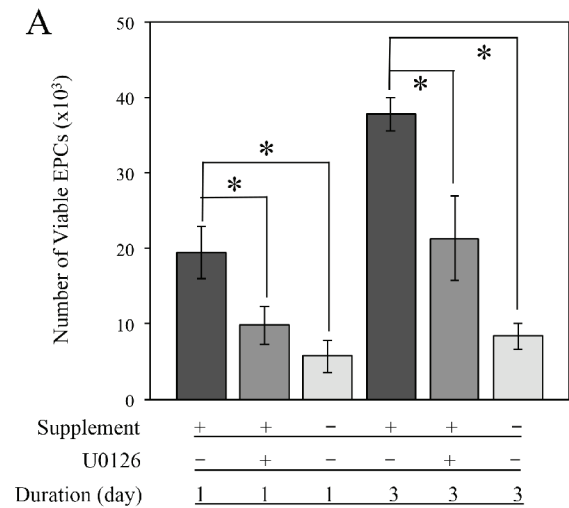 A
Number of Viable EPCs (x10³)
50
40
30
20
10
0
* * * *
Supplement + + − + + −
U0126 − + − − + −
Duration (day) 1 1 1 3 3 3